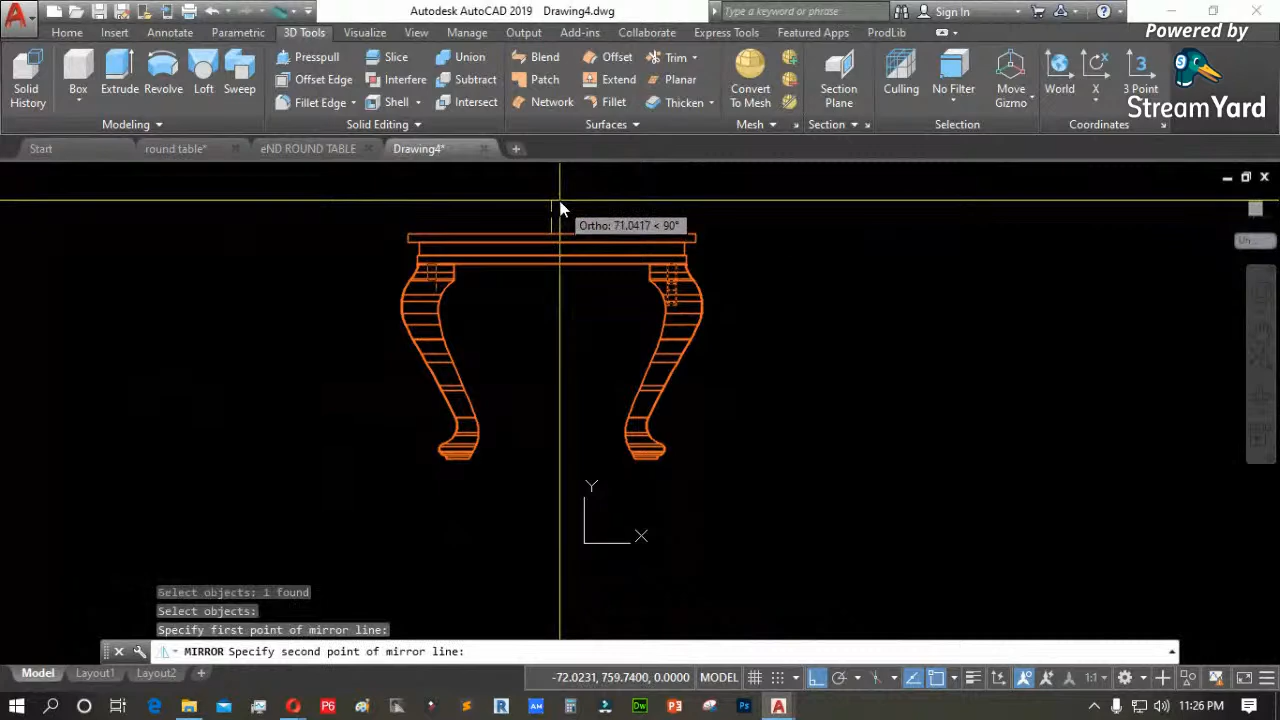 Autodesk AutoCAD 2019 Drawing4.dwg
Type a keyword or phrase
Sign In
Powered by
StreamYard
Home Insert Annotate Parametric 3D Tools Visualize View Manage Output Add-ins Collaborate Express Tools Featured Apps ProdLib
Solid History
Box
Extrude
Revolve
Loft
Sweep
Presspull
Offset Edge
Fillet Edge
Slice
Interfere
Shell
Union
Subtract
Intersect
Blend
Patch
Network
Offset
Extend
Fillet
Trim
Planar
Thicken
Convert To Mesh
Section Plane
Culling
No Filter
Move Gizmo
World
X
3 Point
Modeling
Solid Editing
Surfaces
Mesh
Section
Selection
Coordinates
Start
round table*
eND ROUND TABLE
Drawing4*
Un...
Ortho: 71.0417 < 90°
Y
X
Select objects: 1 found
Select objects:
Specify first point of mirror line:
MIRROR Specify second point of mirror line:
Model Layout1 Layout2
-72.0231, 759.7400, 0.0000 MODEL
1:1
11:26 PM